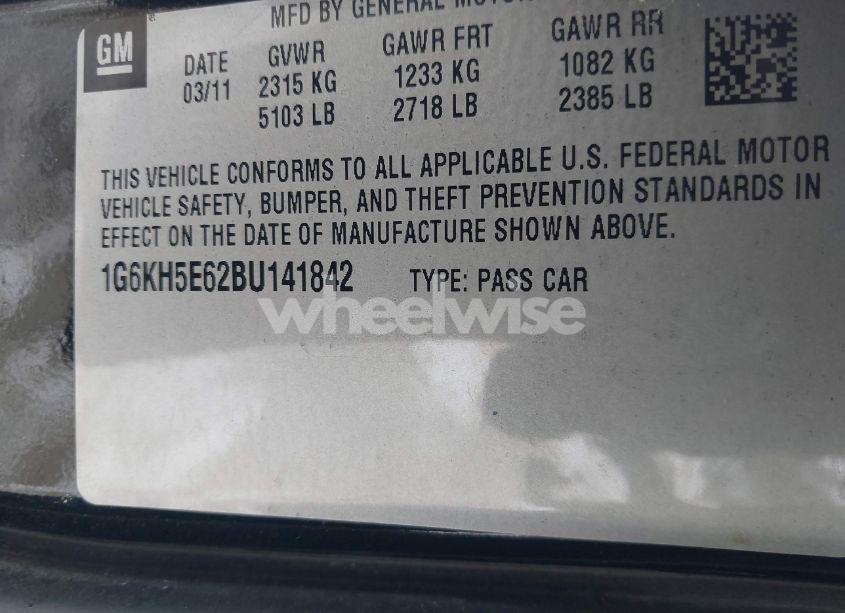 MFD BY GENERAL MOTOR
GM
DATE GVWR GAWR FRT GAWR RR
03/11 2315 KG 1233 KG 1082 KG
5103 LB 2718 LB 2385 LB
THIS VEHICLE CONFORMS TO ALL APPLICABLE U.S. FEDERAL MOTOR
VEHICLE SAFETY, BUMPER, AND THEFT PREVENTION STANDARDS IN
EFFECT ON THE DATE OF MANUFACTURE SHOWN ABOVE.
1G6KH5E62BU141842 TYPE: PASS CAR
wheelwise